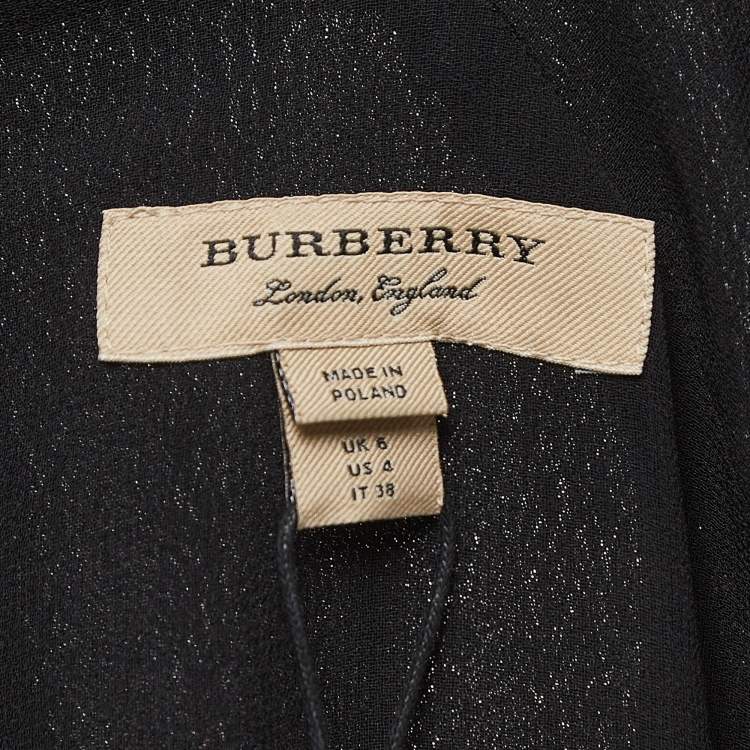 BURBERRY
London, England
MADE IN
POLAND
UK 6
US 4
IT 38